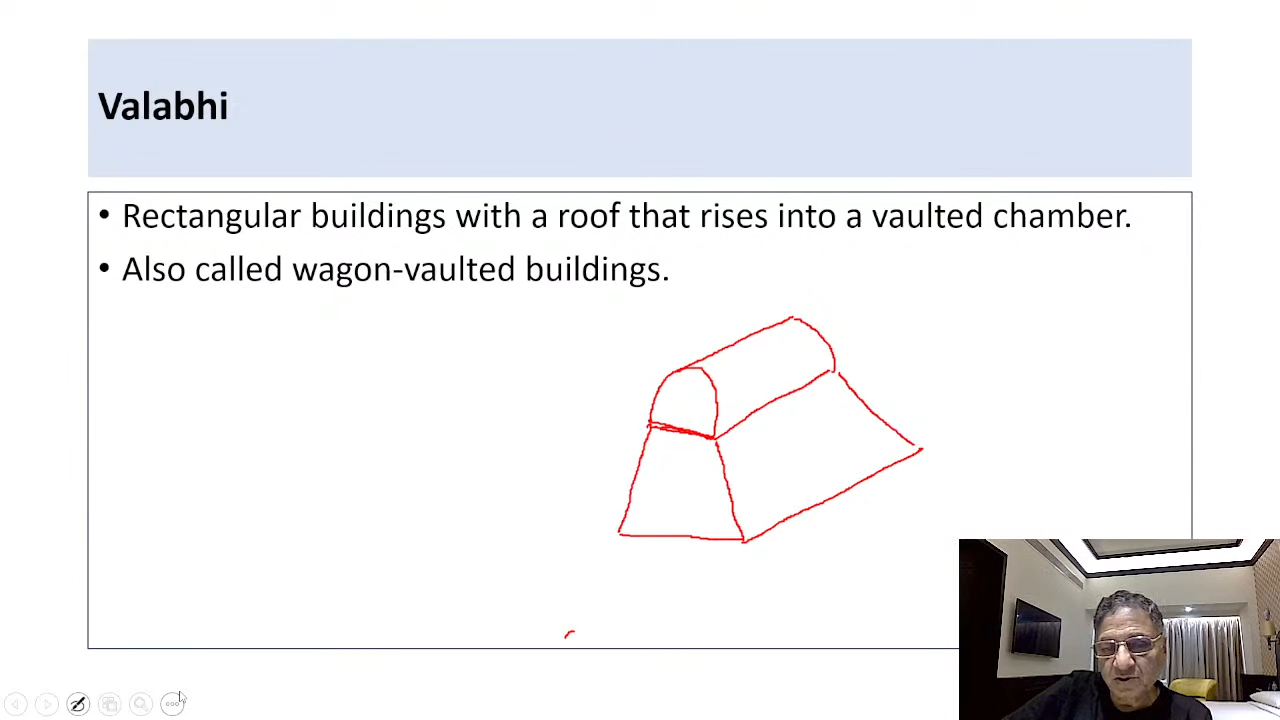 Valabhi
• Rectangular buildings with a roof that rises into a vaulted chamber.
• Also called wagon-vaulted buildings.